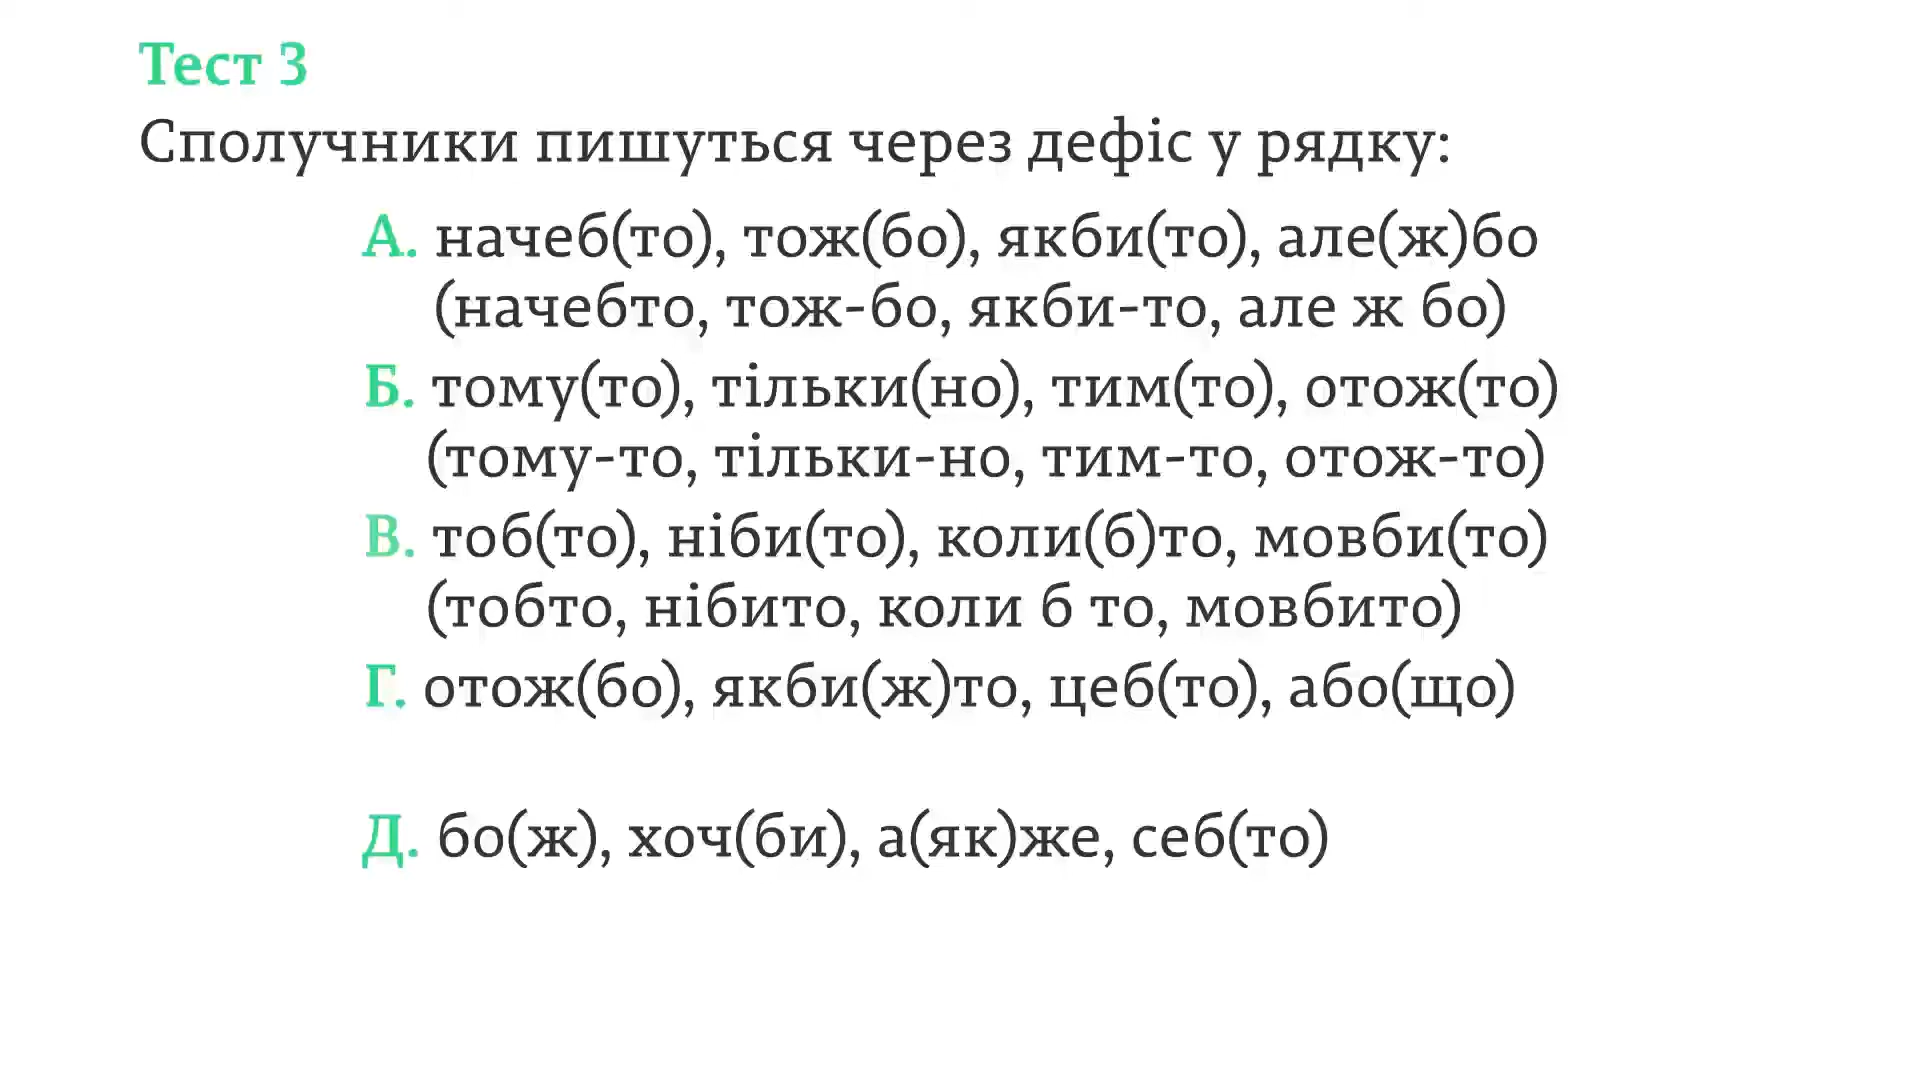 Тест 3
Сполучники пишуться через дефіс у рядку:
А. начеб(то), тож(бо), якби(то), але(ж)бо
(начебто, тож-бо, якби-то, але ж бо)
Б. тому(то), тільки(но), тим(то), отож(то)
(тому-то, тільки-но, тим-то, отож-то)
В. тоб(то), ніби(то), коли(б)то, мовби(то)
(тобто, нібито, коли б то, мовбито)
Г. отож(бо), якби(ж)то, цеб(то), або(що)
Д. бо(ж), хоч(би), а(як)же, себ(то)